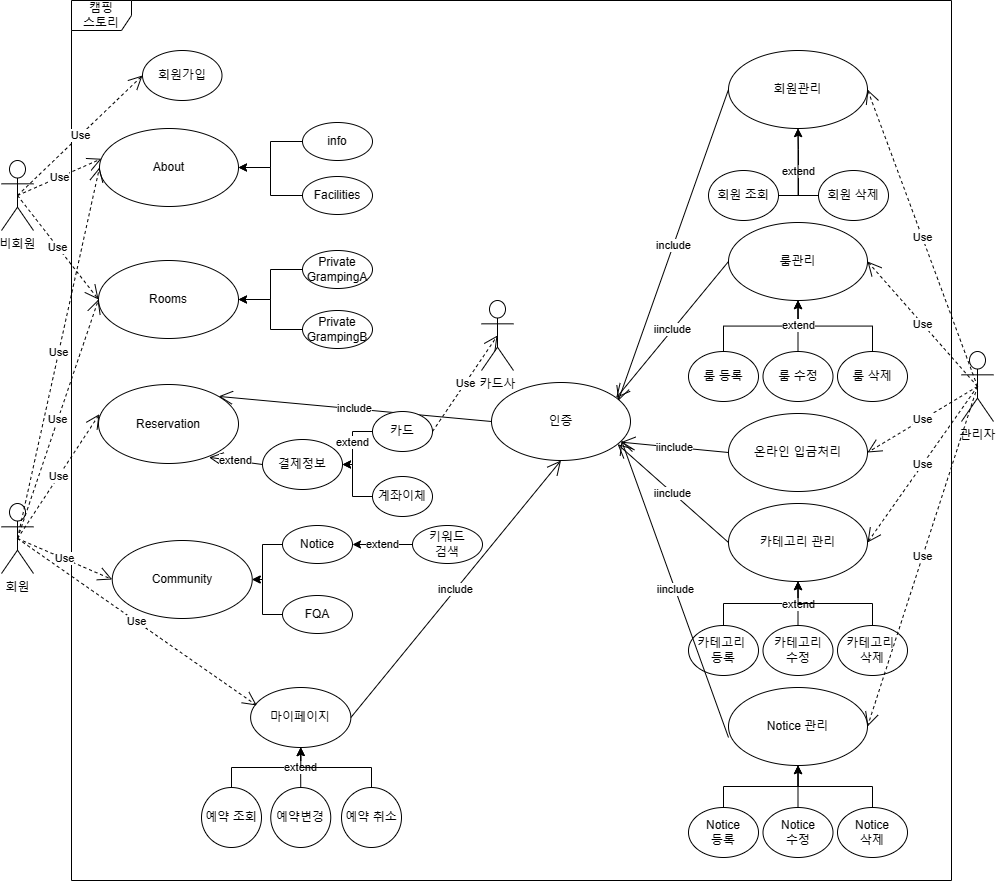 캠핑
스토리
회원가입
Use
About
info
Facilities
Use
비회원
Use
Rooms
Private
GrampingA
Private
GrampingB
Use
Use
Reservation
include
Use
extend
결제정보
extend
카드
계좌이체
Use
카드사
인증
회원
Use
Community
Notice
extend
키워드
검색
FQA
Use
include
마이페이지
extend
예약 조회
예약변경
예약 취소
회원관리
extend
회원 조회
회원 삭제
include
Use
룸관리
extend
룸 등록
룸 수정
룸 삭제
iinclude
Use
관리자
온라인 입금처리
iinclude
Use
카테고리 관리
iinclude
Use
extend
카테고리
등록
카테고리
수정
카테고리
삭제
iinclude
Use
Notice 관리
Notice
등록
Notice
수정
Notice
삭제